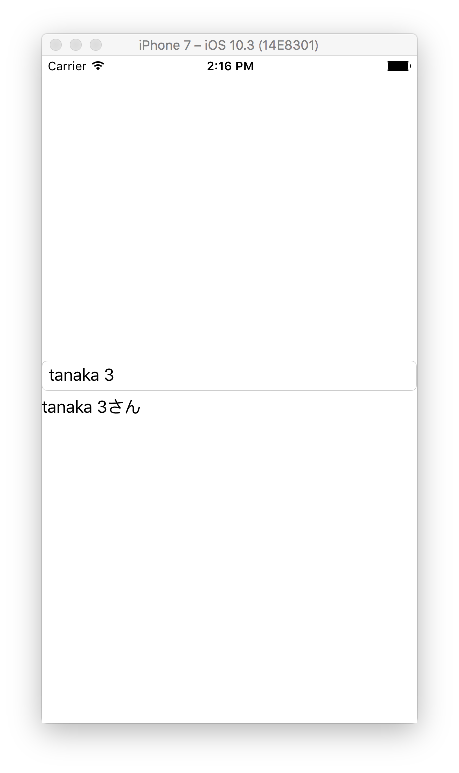 iPhone 7 – iOS 10.3 (14E8301)
Carrier 2:16 PM
tanaka 3
tanaka 3さん